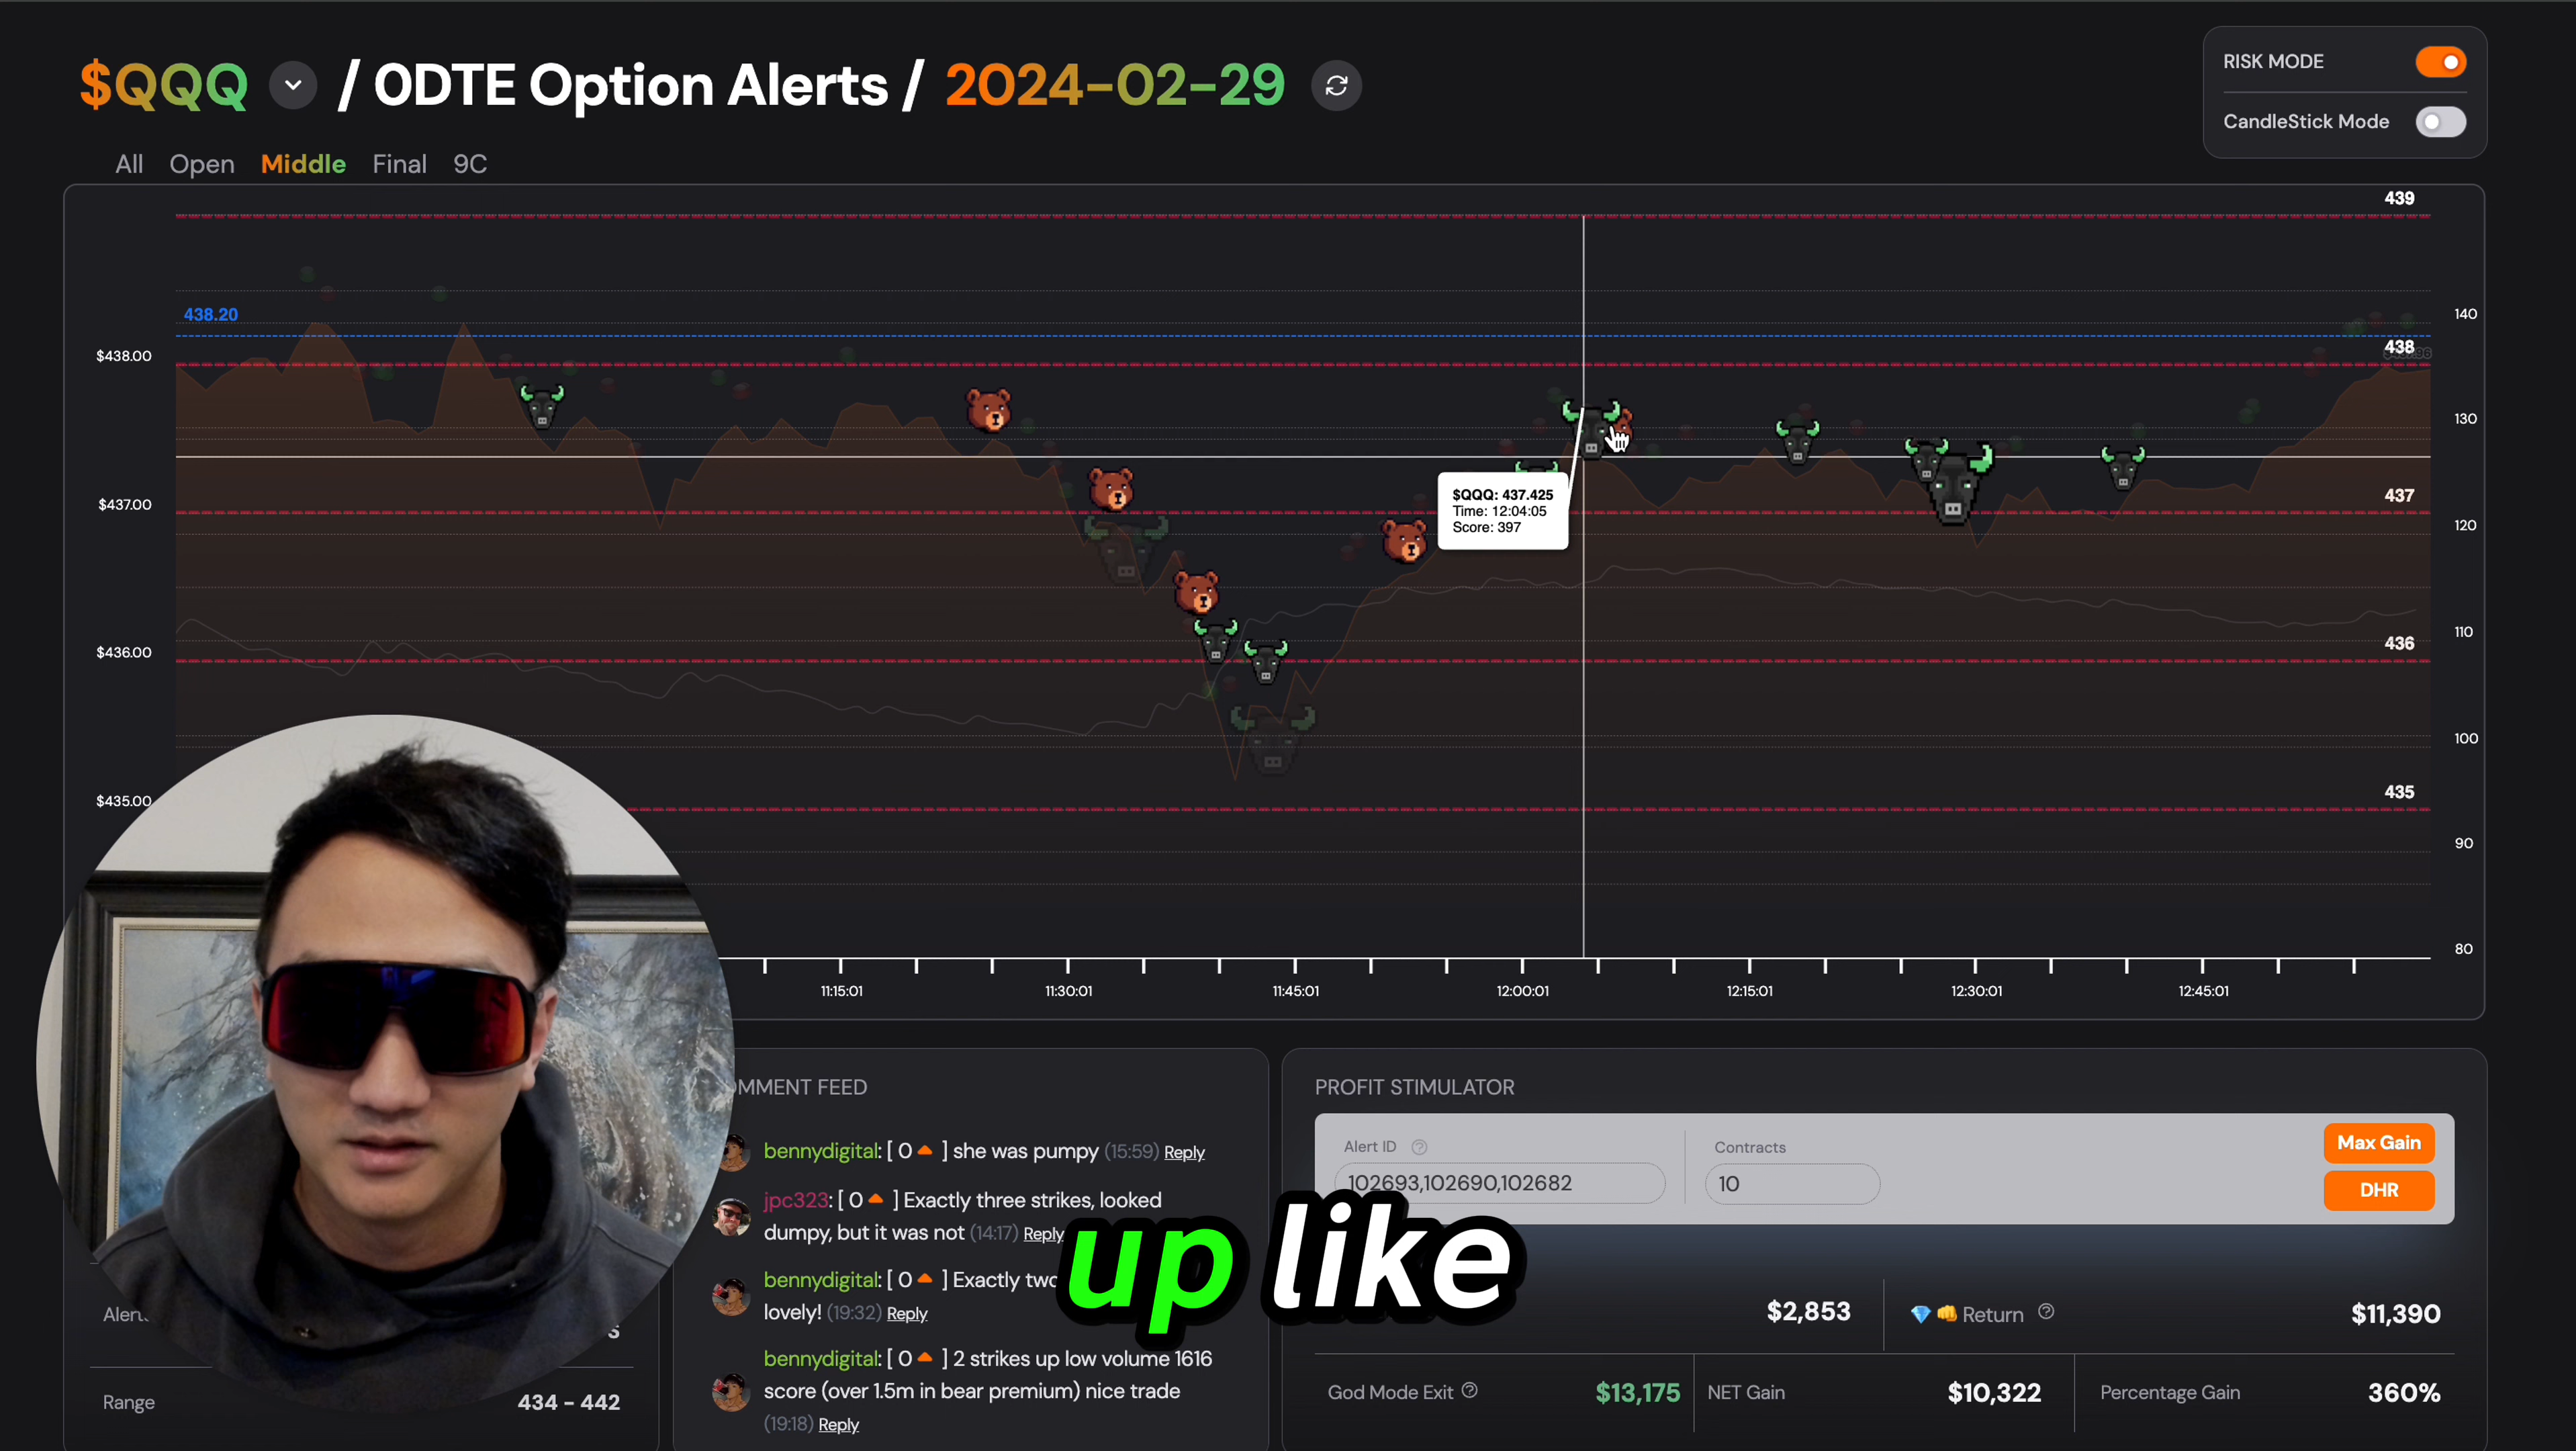 $QQQ / 0DTE Option Alerts / 2024-02-29
RISK MODE
CandleStick Mode
All Open Middle Final 9C
439
438.20
140
$438.00
438
130
$QQQ: 437.425
Time: 12:04:05
Score: 397
$437.00
437
120
$436.00
436
110
100
$435.00
435
90
80
11:15:01 11:30:01 11:45:01 12:00:01 12:15:01 12:30:01 12:45:01
OMMENT FEED
bennydigital: [ 0 ] she was pumpy (15:59) Reply
jpc323: [ 0 ] Exactly three strikes, looked
dumpy, but it was not (14:17) Reply
bennydigital: [ 0 ] Exactly two
lovely! (19:32) Reply
bennydigital: [ 0 ] 2 strikes up low volume 1616
score (over 1.5m in bear premium) nice trade
(19:18) Reply
PROFIT STIMULATOR
Alert ID
102693,102690,102682
Contracts
10
Max Gain
DHR
up like
$2,853
Return $11,390
God Mode Exit $13,175
NET Gain $10,322
Percentage Gain 360%
Range 434 - 442